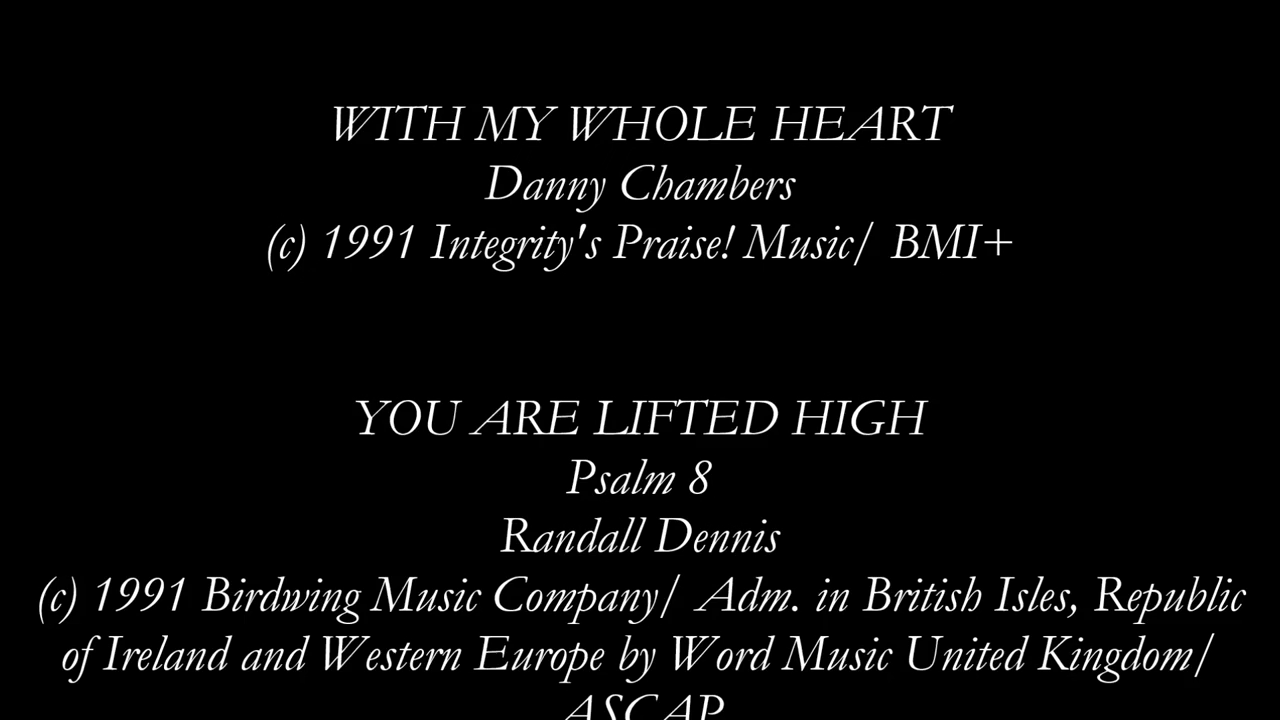 WITH MY WHOLE HEART
Danny Chambers
(c) 1991 Integrity's Praise! Music/ BMI+
YOU ARE LIFTED HIGH
Psalm 8
Randall Dennis
(c) 1991 Birdwing Music Company/ Adm. in British Isles, Republic
of Ireland and Western Europe by Word Music United Kingdom/
ASCAP